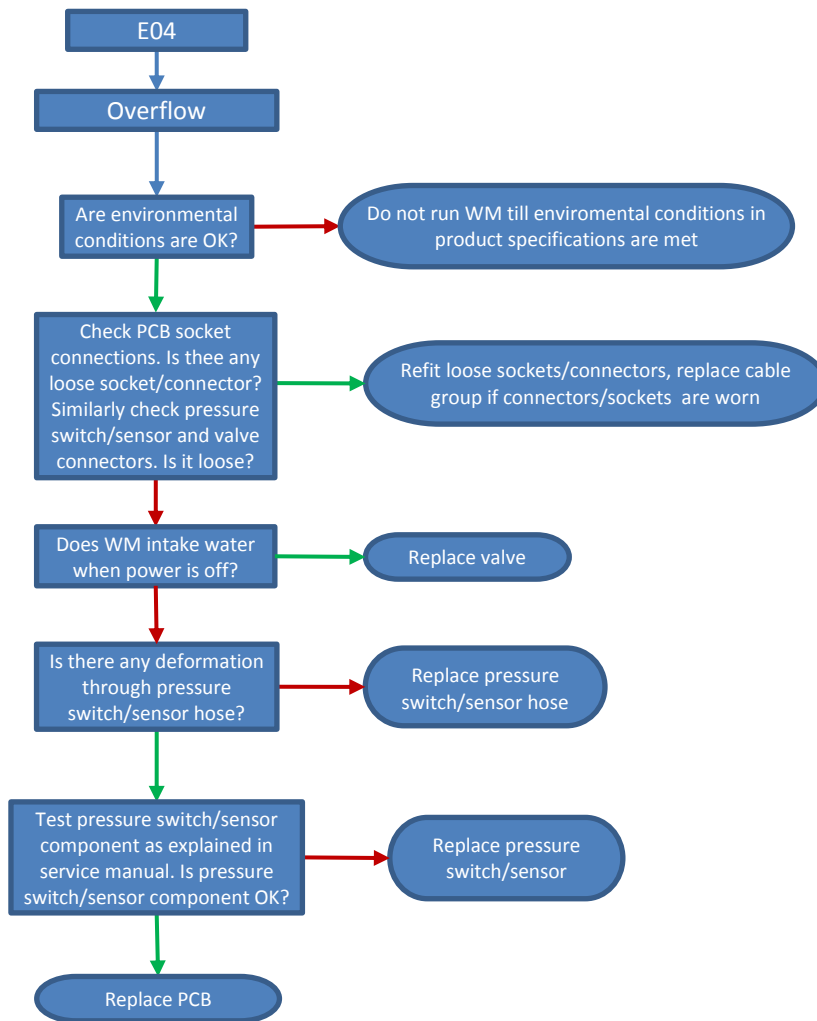 E04
Overflow
Are environmental
conditions are OK?
Do not run WM till enviromental conditions in
product specifications are met
Check PCB socket
connections. Is thee any
loose socket/connector?
Similarly check pressure
switch/sensor and valve
connectors. Is it loose?
Refit loose sockets/connectors, replace cable
group if connectors/sockets are worn
Does WM intake water
when power is off?
Replace valve
Is there any deformation
through pressure
switch/sensor hose?
Replace pressure
switch/sensor hose
Test pressure switch/sensor
component as explained in
service manual. Is pressure
switch/sensor component OK?
Replace pressure
switch/sensor
Replace PCB